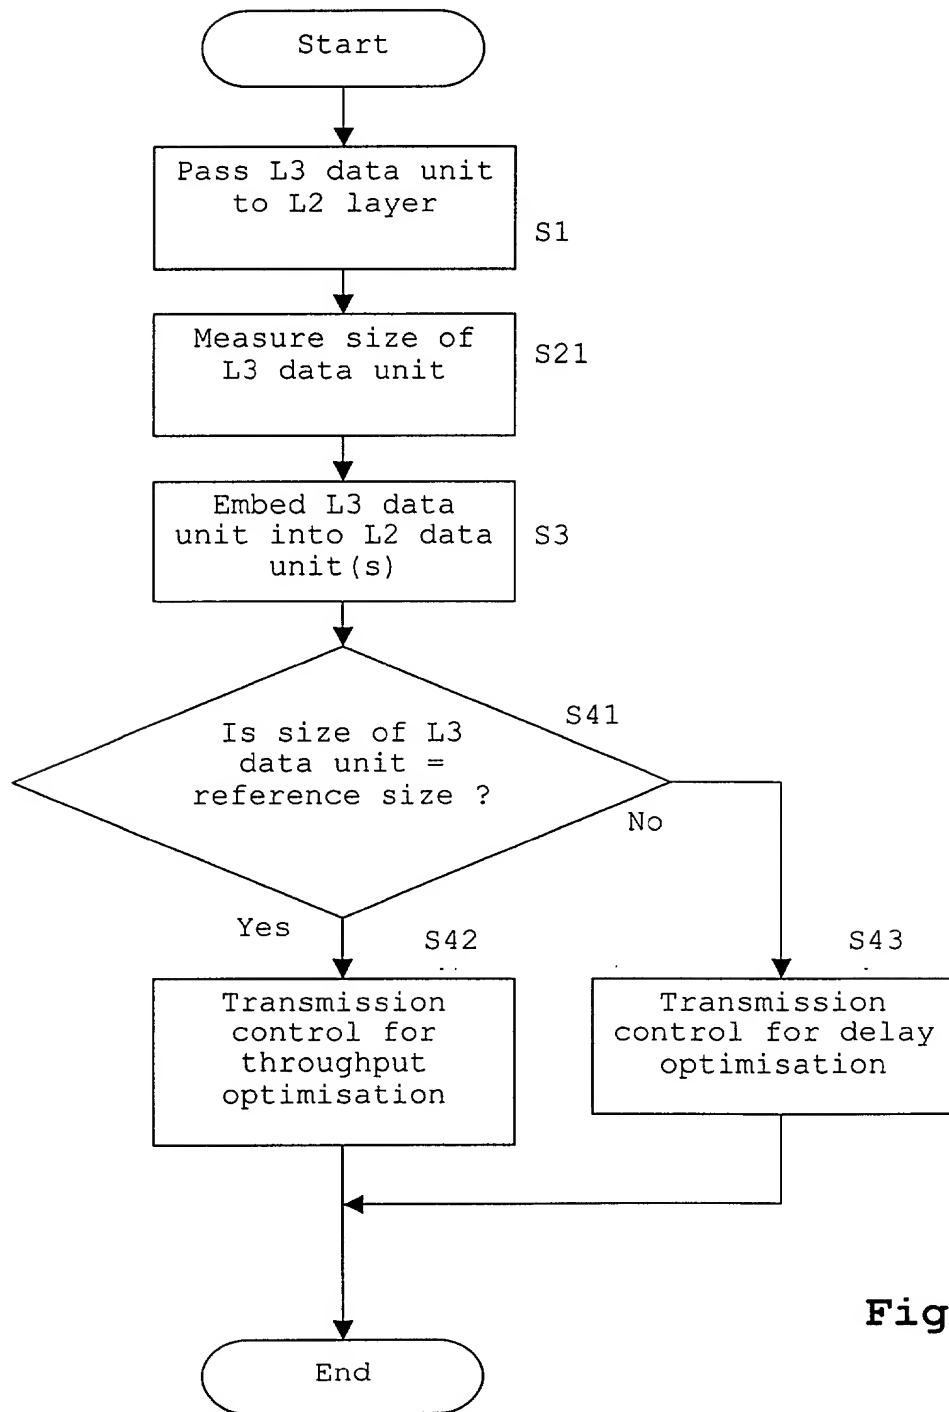 Start
Pass L3 data unit
to L2 layer
S1
Measure size of
L3 data unit
S21
Embed L3 data
unit into L2 data
unit(s)
S3
S41
Is size of L3
data unit =
reference size ?
No
Yes
S42
S43
Transmission
control for
throughput
optimisation
Transmission
control for delay
optimisation
Fig
End